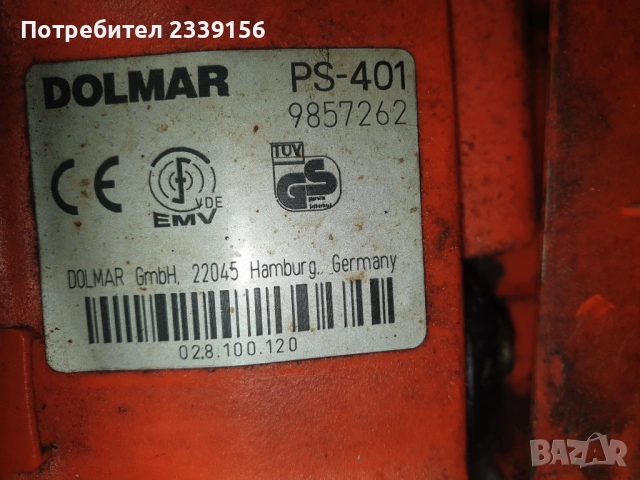 Потребител 2339156
DOLMAR PS-401
9857262
CE
VDE
EMV
TÜV
GS
DOLMAR GmbH, 22045 Hamburg, Germany
028.100.120
BAZAR